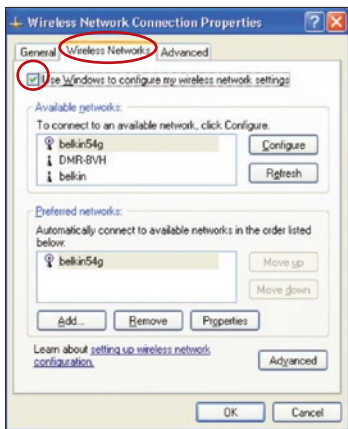 Wireless Network Connection Properties
General Wireless Networks Advanced
Use Windows to configure my wireless network settings
Available networks:
To connect to an available network, click Configure.
belkin54g
DMR-BVH
belkin
Configure
Refresh
Preferred networks:
Automatically connect to available networks in the order listed
below:
belkin54g
Move up
Move down
Add... Remove Properties
Learn about setting up wireless network
configuration.
Advanced
OK Cancel